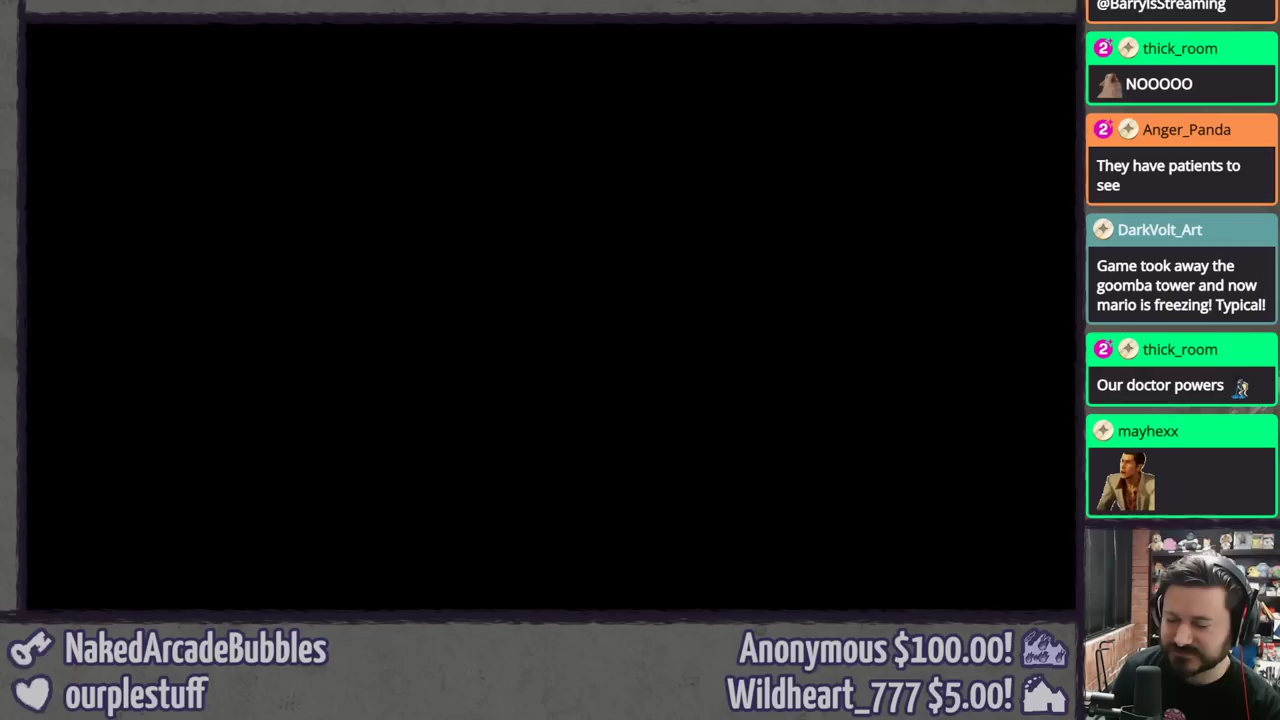 @BarryIsStreaming
thick_room
NOOOOO
Anger_Panda
They have patients to
see
DarkVolt_Art
Game took away the
goomba tower and now
mario is freezing! Typical!
thick_room
Our doctor powers
mayhexx
NakedArcadeBubbles
ourplestuff
Anonymous $100.00!
Wildheart_777 $5.00!